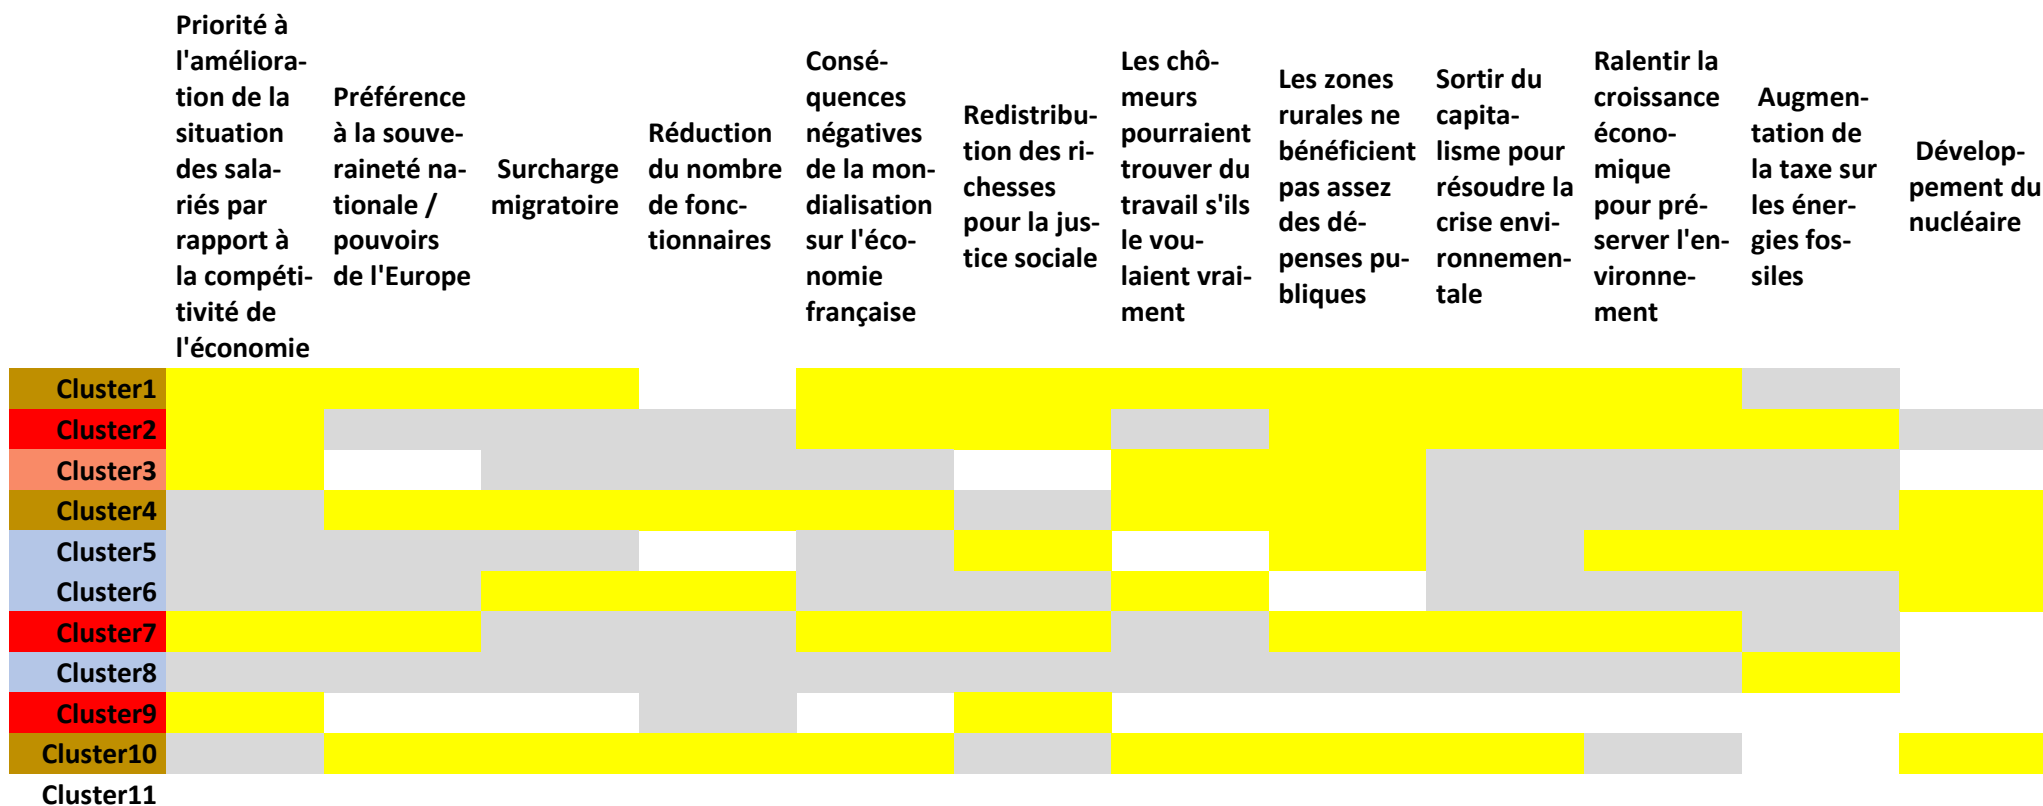 Priorité à
l'améliora-
tion de la
situation
des sala-
riés par
rapport à
la compéti-
tivité de
l'économie
Préférence
à la souve-
raineté na-
tionale /
pouvoirs
de l'Europe
Surcharge
migratoire
Réduction
du nombre
de fonc-
tionnaires
Consé-
quences
négatives
de la mon-
dialisation
sur l'éco-
nomie
française
Redistribu-
tion des ri-
chesses
pour la jus-
tice sociale
Les chô-
meurs
pourraient
trouver du
travail s'ils
le vou-
laient vrai-
ment
Les zones
rurales ne
bénéficient
pas assez
des dé-
penses pu-
bliques
Sortir du
capita-
lisme pour
résoudre la
crise envi-
ronnemen-
tale
Ralentir la
croissance
écono-
mique
pour pré-
server l'en-
vironne-
ment
Augmen-
tation de
la taxe sur
les éner-
gies fos-
siles
Dévelop-
pement du
nucléaire
Cluster1
Cluster2
Cluster3
Cluster4
Cluster5
Cluster6
Cluster7
Cluster8
Cluster9
Cluster10
Cluster11